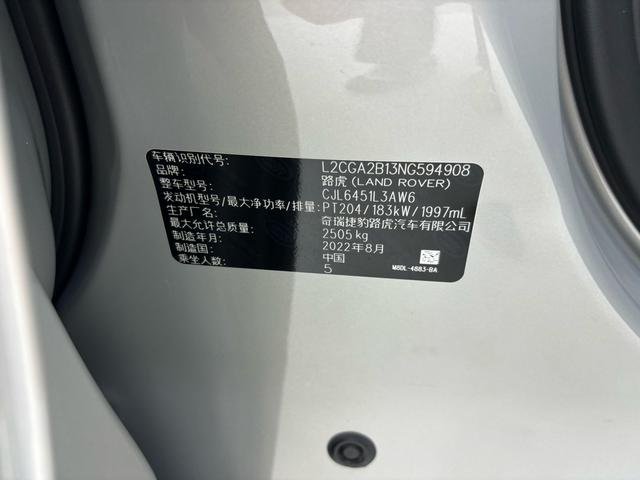 车辆识别代号: L2CGA2B13NG594908
品牌: 路虎 (LAND ROVER)
整车型号: CJL6451L3AW6
发动机型号/最大净功率/排量: PT204/183kW/1997mL
生产厂名: 奇瑞捷豹路虎汽车有限公司
最大允许总质量: 2505 kg
制造年月: 2022年8月
制造国: 中国
乘坐人数: 5
M8DL-4883-BA